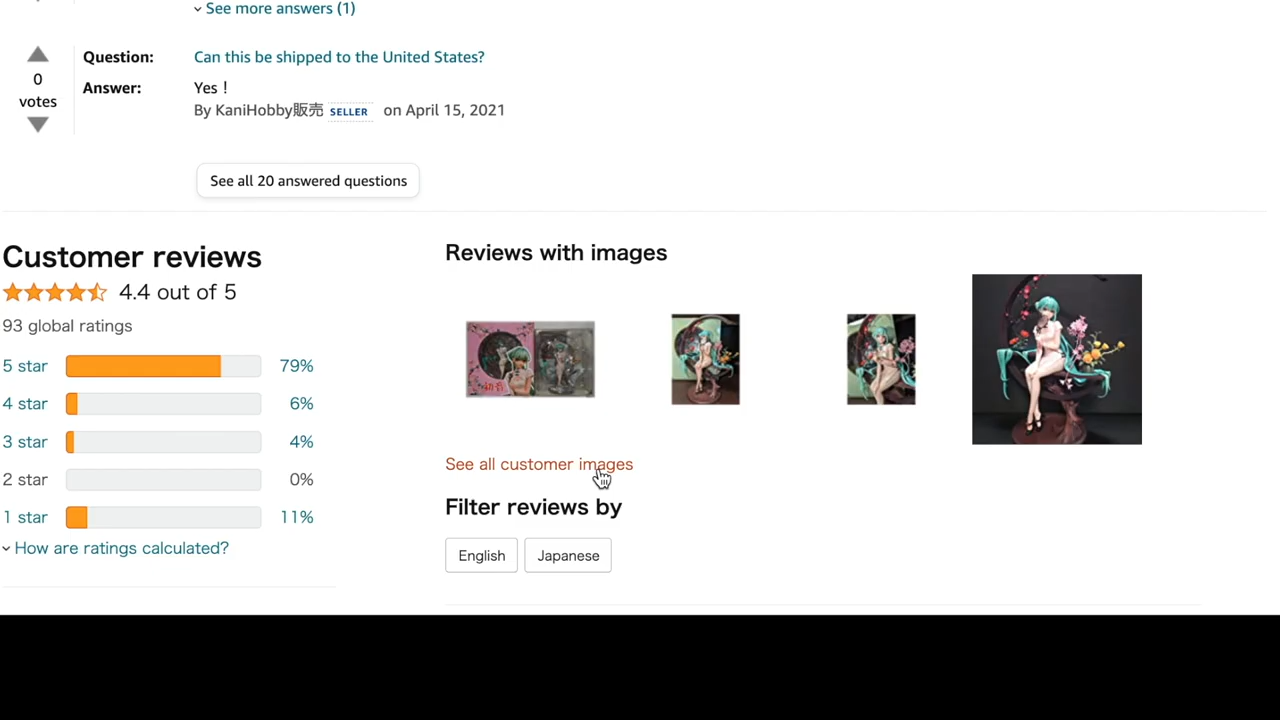 See more answers (1)
0
votes
Question: Can this be shipped to the United States?
Answer: Yes！
By KaniHobby販売 SELLER on April 15, 2021
See all 20 answered questions
Customer reviews
4.4 out of 5
93 global ratings
5 star 79%
4 star 6%
3 star 4%
2 star 0%
1 star 11%
How are ratings calculated?
Reviews with images
See all customer images
Filter reviews by
English Japanese